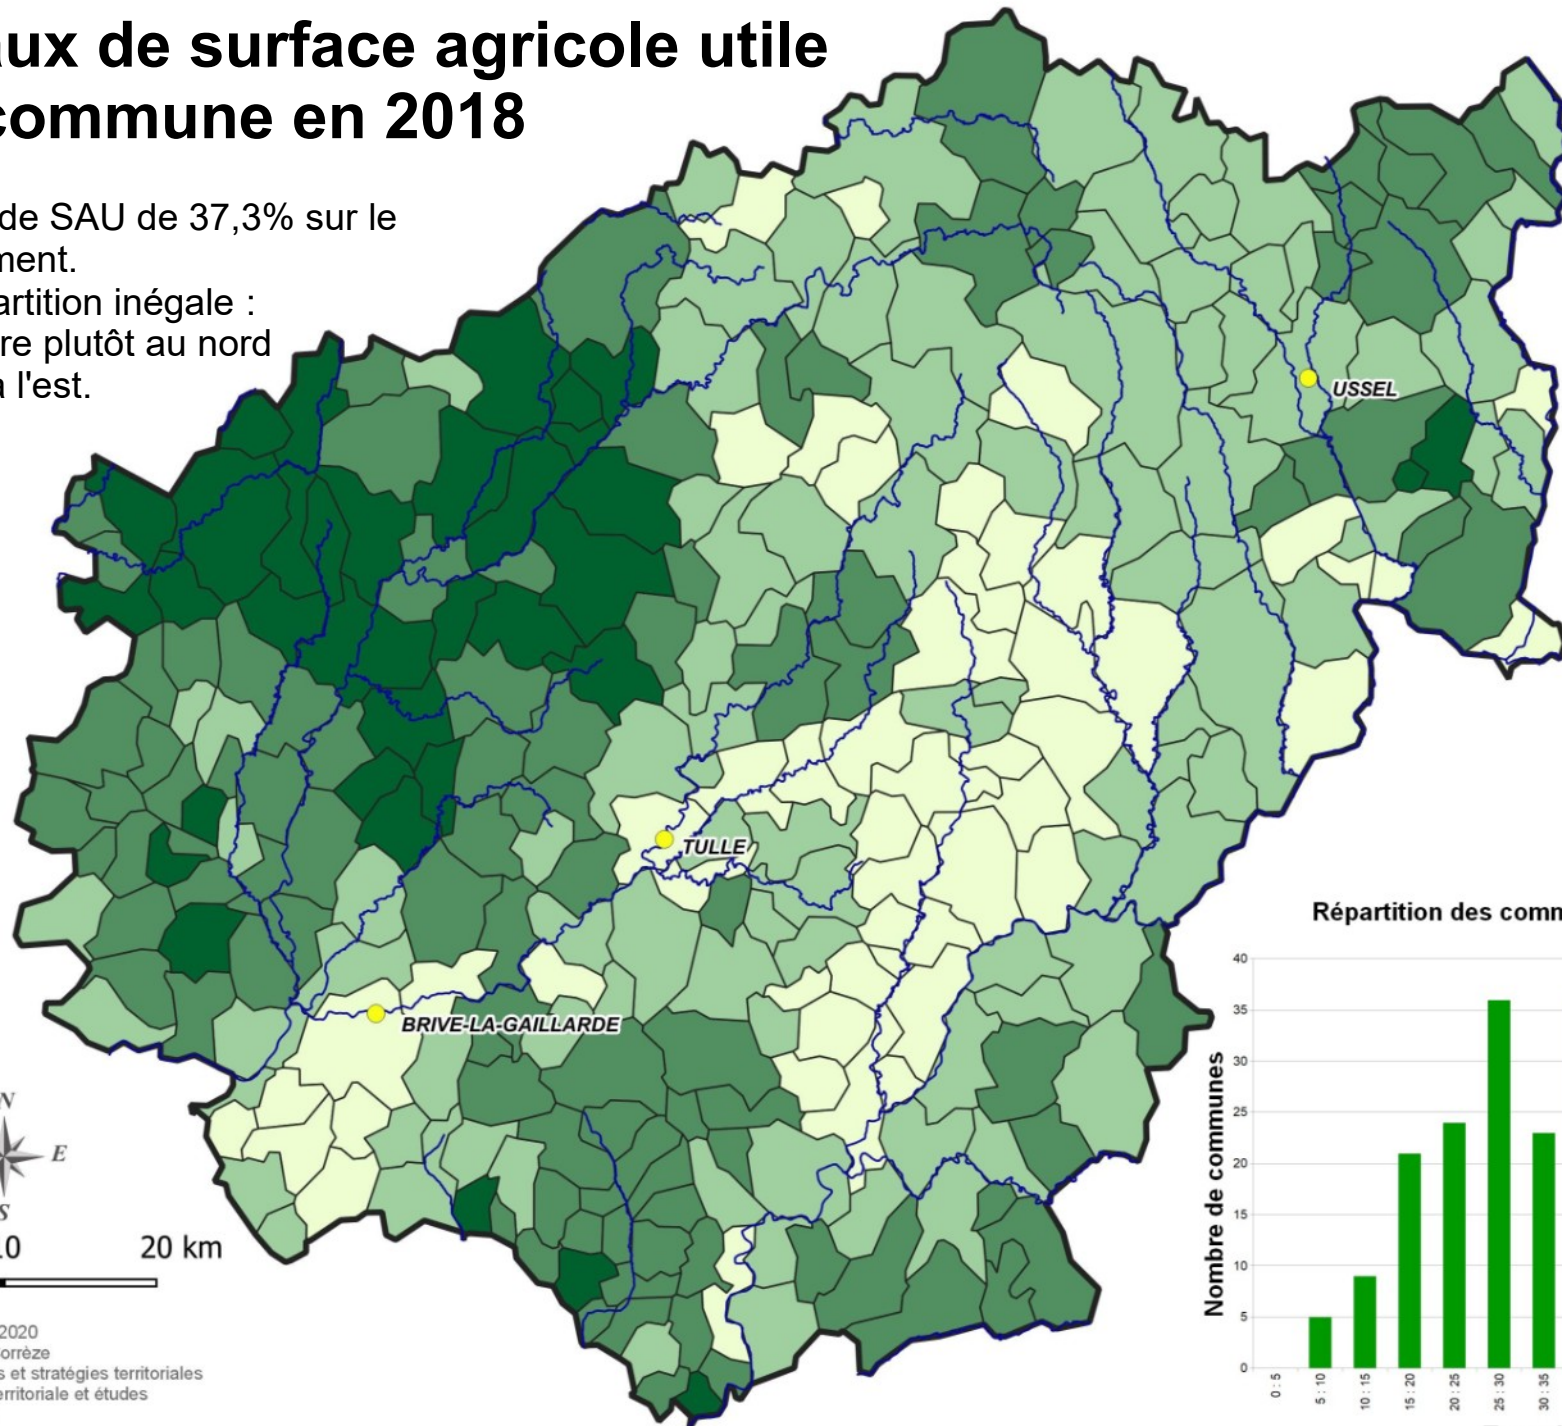 aux de surface agricole utile
commune en 2018
de SAU de 37,3% sur le
ment.
artition inégale :
re plutôt au nord
à l'est.
USSEL
TULLE
BRIVE-LA-GAILLARDE
N
E
S
20 km
2020
orrèze
s et stratégies territoriales
erritoriale et études
Répartition des comm
Nombre de communes
40
35
30
25
20
15
10
5
0
0 : 5
5 : 10
10 : 15
15 : 20
20 : 25
25 : 30
30 : 35